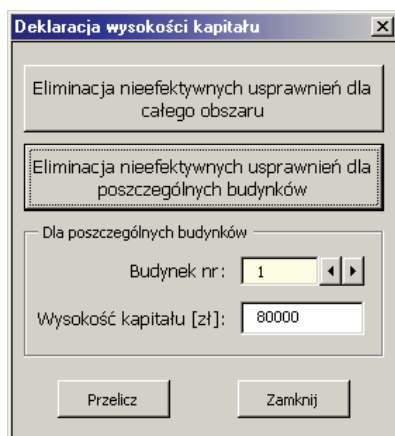 Deklaracja wysokości kapitału
Eliminacja nieefektywnych usprawnień dla
całego obszaru
Eliminacja nieefektywnych usprawnień dla
poszczególnych budynków
Dla poszczególnych budynków
Budynek nr: 1
Wysokość kapitału [zł]: 80000
Przelicz Zamknij